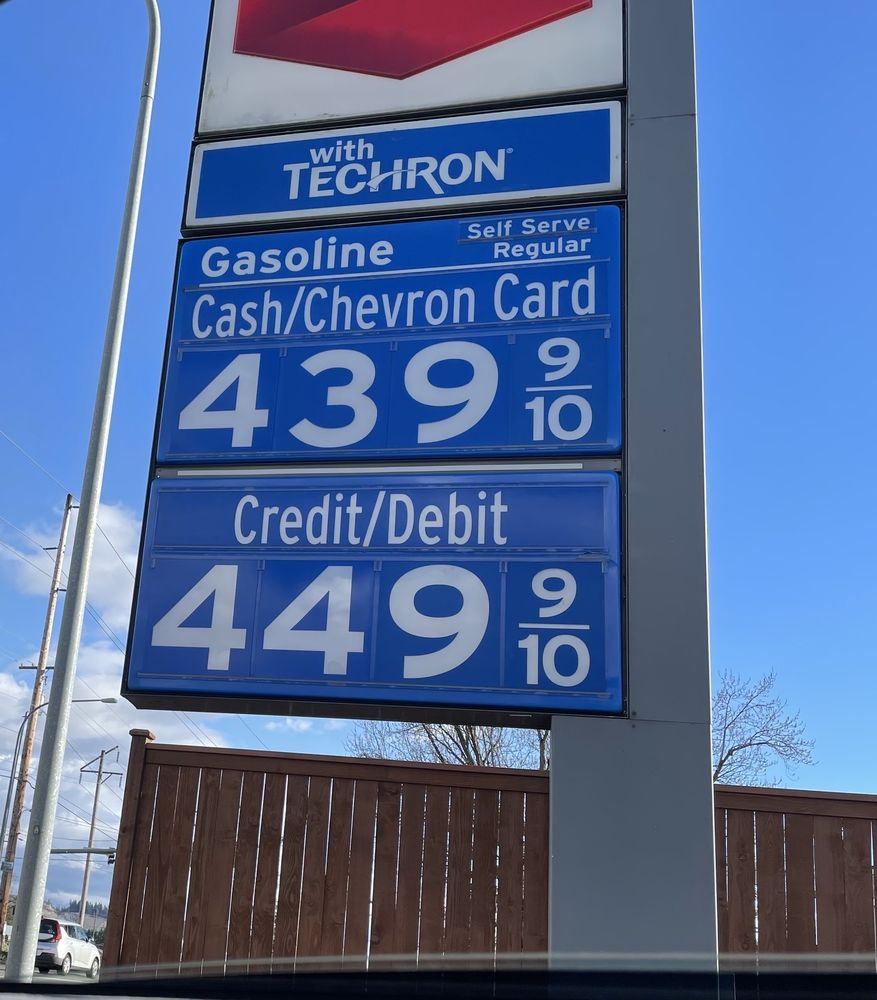 with
TECHRON®
Self Serve
Gasoline Regular
Cash/Chevron Card
439 9/10
Credit/Debit
449 9/10